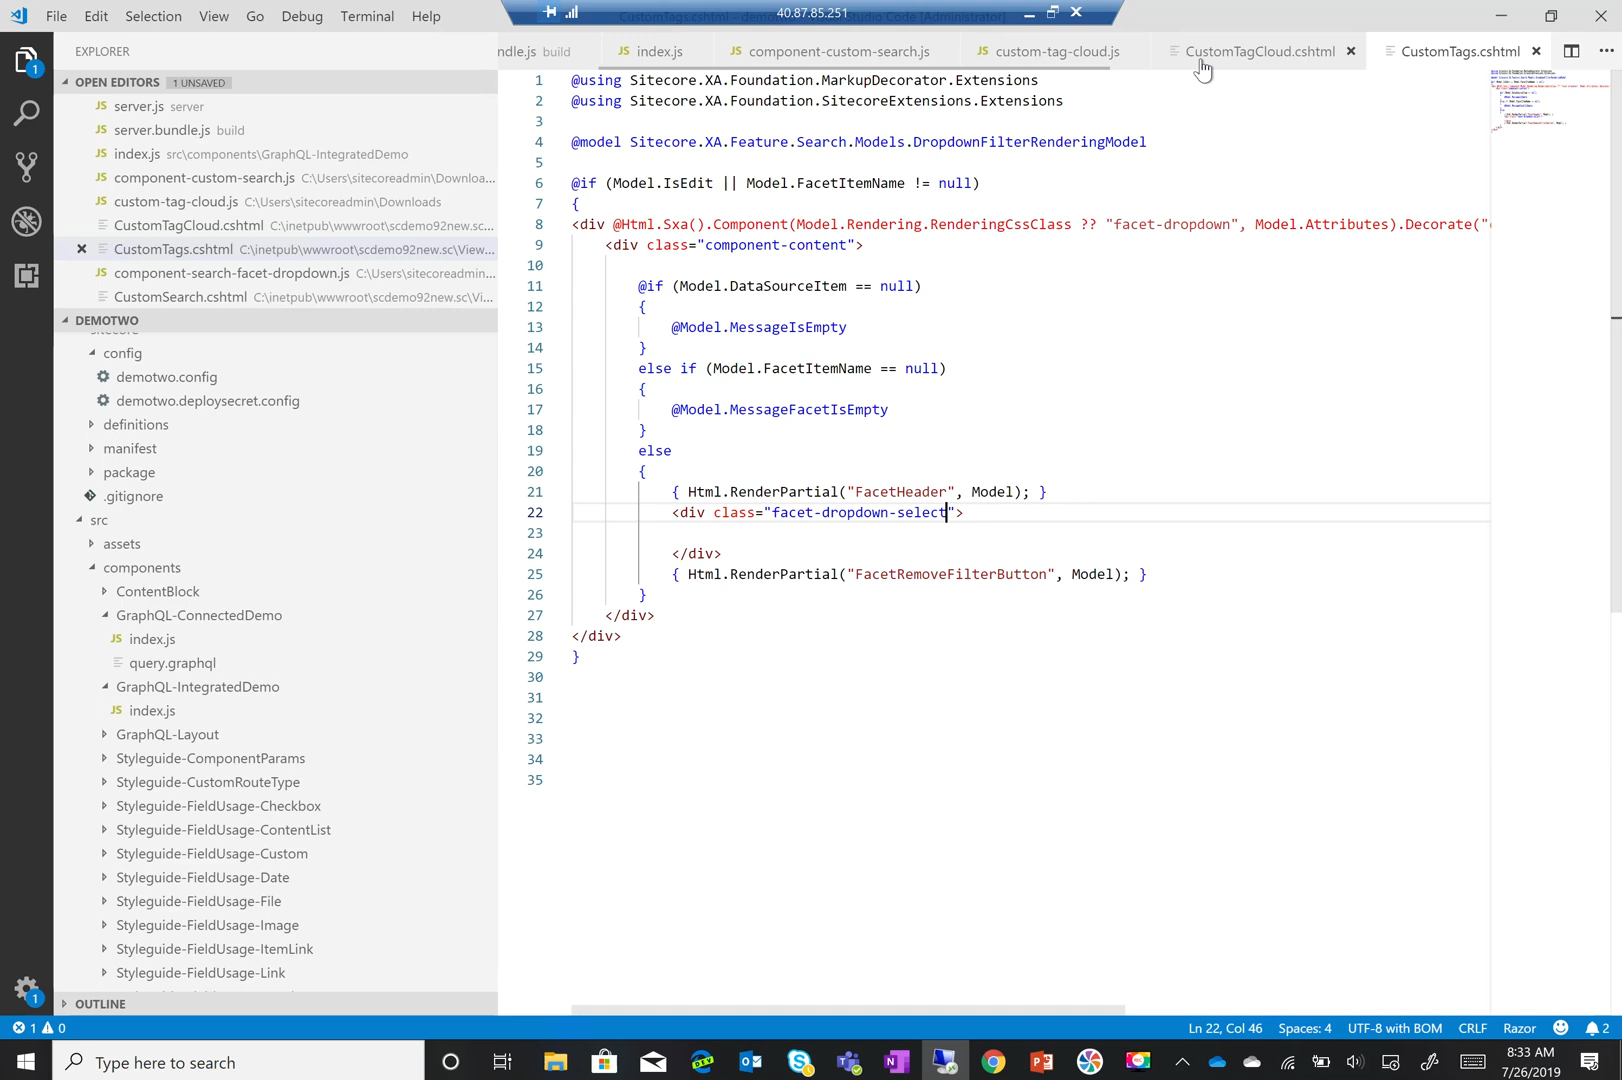 File Edit Selection View Go Debug Terminal Help
40.87.85.251
EXPLORER
OPEN EDITORS 1 UNSAVED
JS server.js server
JS server.bundle.js build
JS index.js src\components\GraphQL-IntegratedDemo
JS component-custom-search.js C:\Users\sitecoreadmin\Downloa...
JS custom-tag-cloud.js C:\Users\sitecoreadmin\Downloads
CustomTagCloud.cshtml C:\inetpub\wwwroot\scdemo92new.sc...
CustomTags.cshtml C:\inetpub\wwwroot\scdemo92new.sc\View...
JS component-search-facet-dropdown.js C:\Users\sitecoreadmin...
CustomSearch.cshtml C:\inetpub\wwwroot\scdemo92new.sc\Vi...
DEMOTWO
config
demotwo.config
demotwo.deploysecret.config
definitions
manifest
package
.gitignore
src
assets
components
ContentBlock
GraphQL-ConnectedDemo
JS index.js
query.graphql
GraphQL-IntegratedDemo
JS index.js
GraphQL-Layout
Styleguide-ComponentParams
Styleguide-CustomRouteType
Styleguide-FieldUsage-Checkbox
Styleguide-FieldUsage-ContentList
Styleguide-FieldUsage-Custom
Styleguide-FieldUsage-Date
Styleguide-FieldUsage-File
Styleguide-FieldUsage-Image
Styleguide-FieldUsage-ItemLink
Styleguide-FieldUsage-Link
OUTLINE
ndle.js build JS index.js JS component-custom-search.js JS custom-tag-cloud.js CustomTagCloud.cshtml CustomTags.cshtml
1 @using Sitecore.XA.Foundation.MarkupDecorator.Extensions
2 @using Sitecore.XA.Foundation.SitecoreExtensions.Extensions
3
4 @model Sitecore.XA.Feature.Search.Models.DropdownFilterRenderingModel
5
6 @if (Model.IsEdit || Model.FacetItemName != null)
7 {
8 <div @Html.Sxa().Component(Model.Rendering.RenderingCssClass ?? "facet-dropdown", Model.Attributes).Decorate("
9 <div class="component-content">
10
11 @if (Model.DataSourceItem == null)
12 {
13 @Model.MessageIsEmpty
14 }
15 else if (Model.FacetItemName == null)
16 {
17 @Model.MessageFacetIsEmpty
18 }
19 else
20 {
21 { Html.RenderPartial("FacetHeader", Model); }
22 <div class="facet-dropdown-select">
23
24 </div>
25 { Html.RenderPartial("FacetRemoveFilterButton", Model); }
26 }
27 </div>
28 </div>
29 }
30
31
32
33
34
35
1 0 Ln 22, Col 46 Spaces: 4 UTF-8 with BOM CRLF Razor 2
Type here to search
8:33 AM
7/26/2019